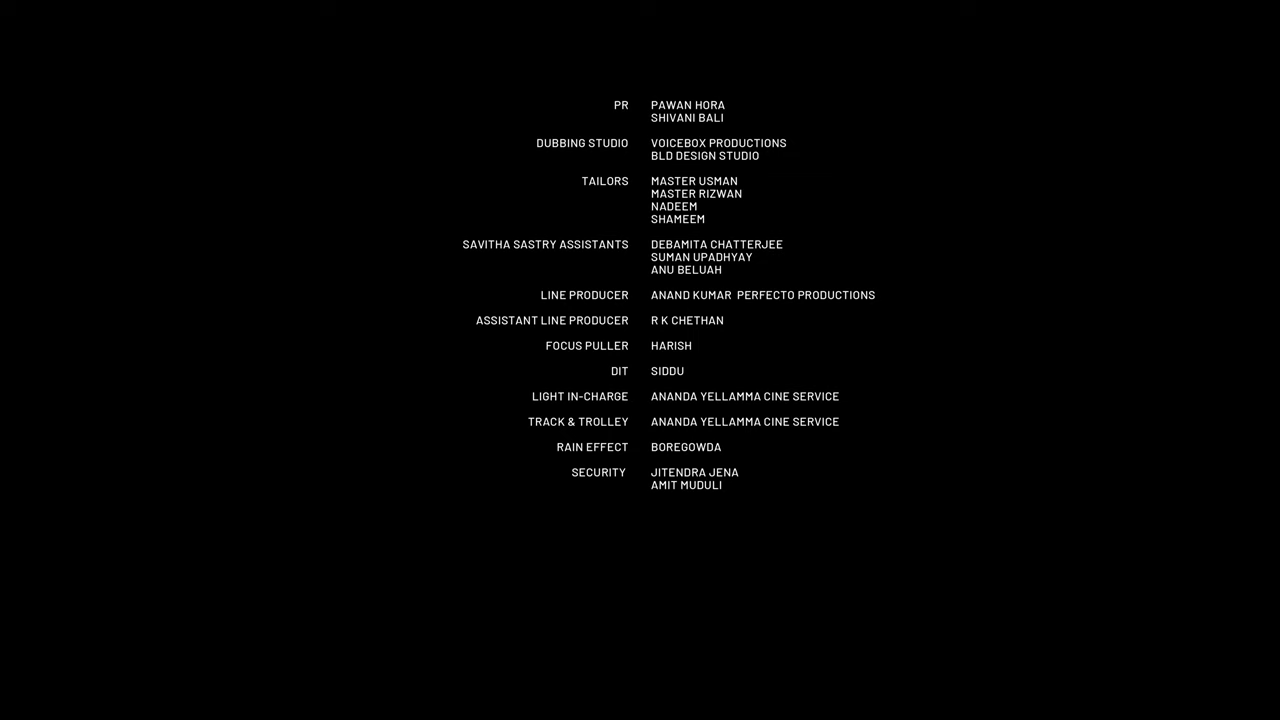 PR PAWAN HORA
SHIVANI BALI
DUBBING STUDIO VOICEBOX PRODUCTIONS
BLD DESIGN STUDIO
TAILORS MASTER USMAN
MASTER RIZWAN
NADEEM
SHAMEEM
SAVITHA SASTRY ASSISTANTS DEBAMITA CHATTERJEE
SUMAN UPADHYAY
ANU BELUAH
LINE PRODUCER ANAND KUMAR PERFECTO PRODUCTIONS
ASSISTANT LINE PRODUCER R K CHETHAN
FOCUS PULLER HARISH
DIT SIDDU
LIGHT IN-CHARGE ANANDA YELLAMMA CINE SERVICE
TRACK & TROLLEY ANANDA YELLAMMA CINE SERVICE
RAIN EFFECT BOREGOWDA
SECURITY JITENDRA JENA
AMIT MUDULI